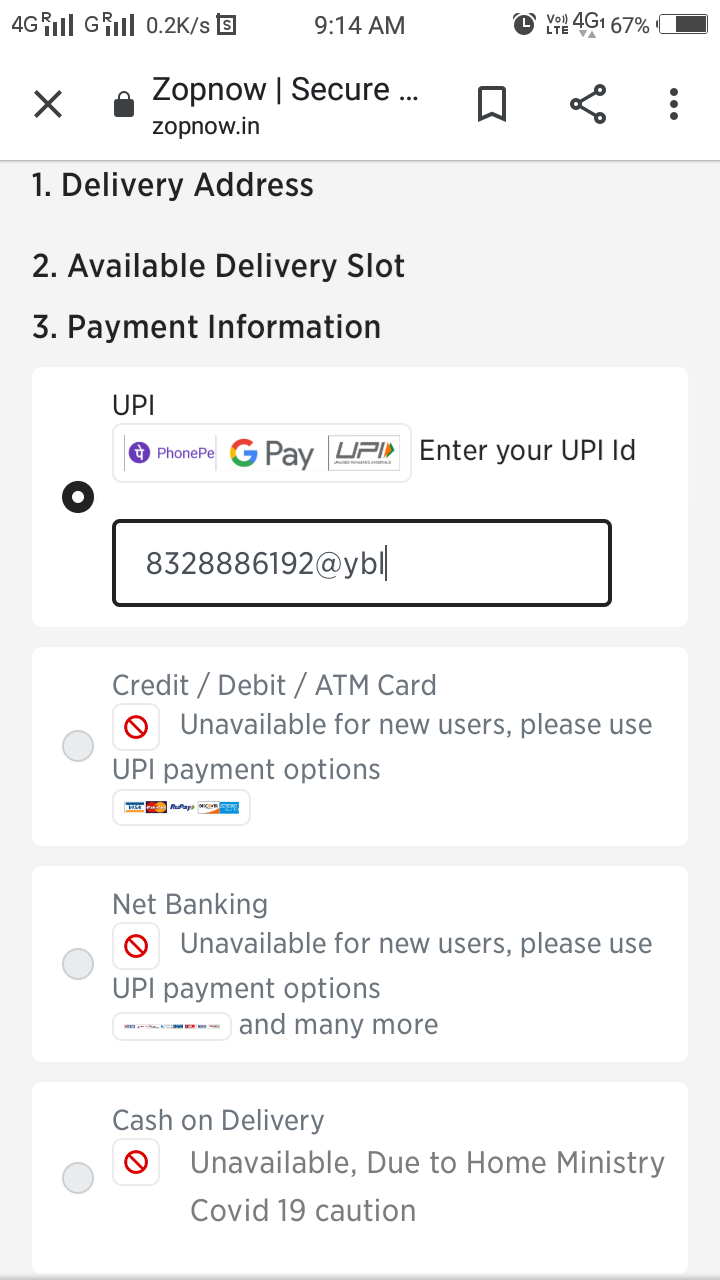 4G R G R 0.2K/s S 9:14 AM Vo)) LTE 4G1 67%
Zopnow | Secure ...
zopnow.in
1. Delivery Address
2. Available Delivery Slot
3. Payment Information
UPI
PhonePe G Pay UPI Enter your UPI Id
8328886192@ybl
Credit / Debit / ATM Card
Unavailable for new users, please use
UPI payment options
VISA RuPay DISCOVER
Net Banking
Unavailable for new users, please use
UPI payment options
and many more
Cash on Delivery
Unavailable, Due to Home Ministry
Covid 19 caution